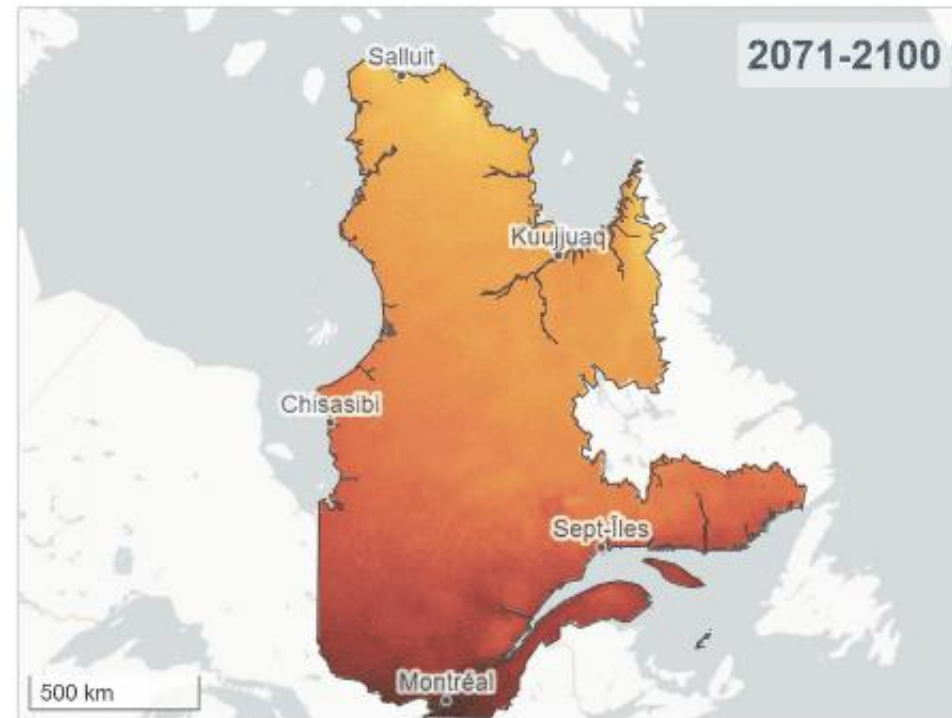 Salluit
2071-2100
Kuujjuaq
Chisasibi
Sept-Îles
Montréal
500 km